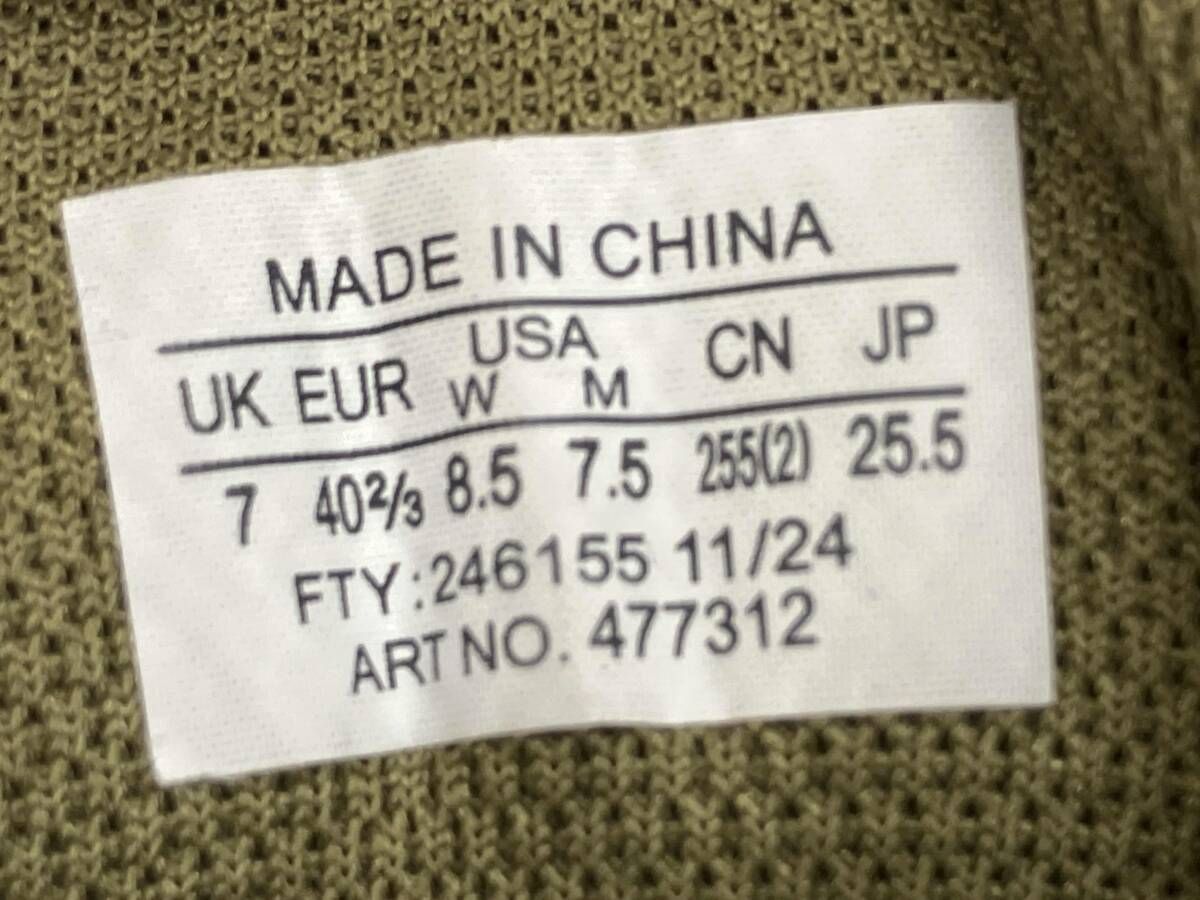 MADE IN CHINA
UK EUR USA CN JP
W M
7 40⅔ 8.5 7.5 255(2) 25.5
FTY:246155 11/24
ART NO. 477312